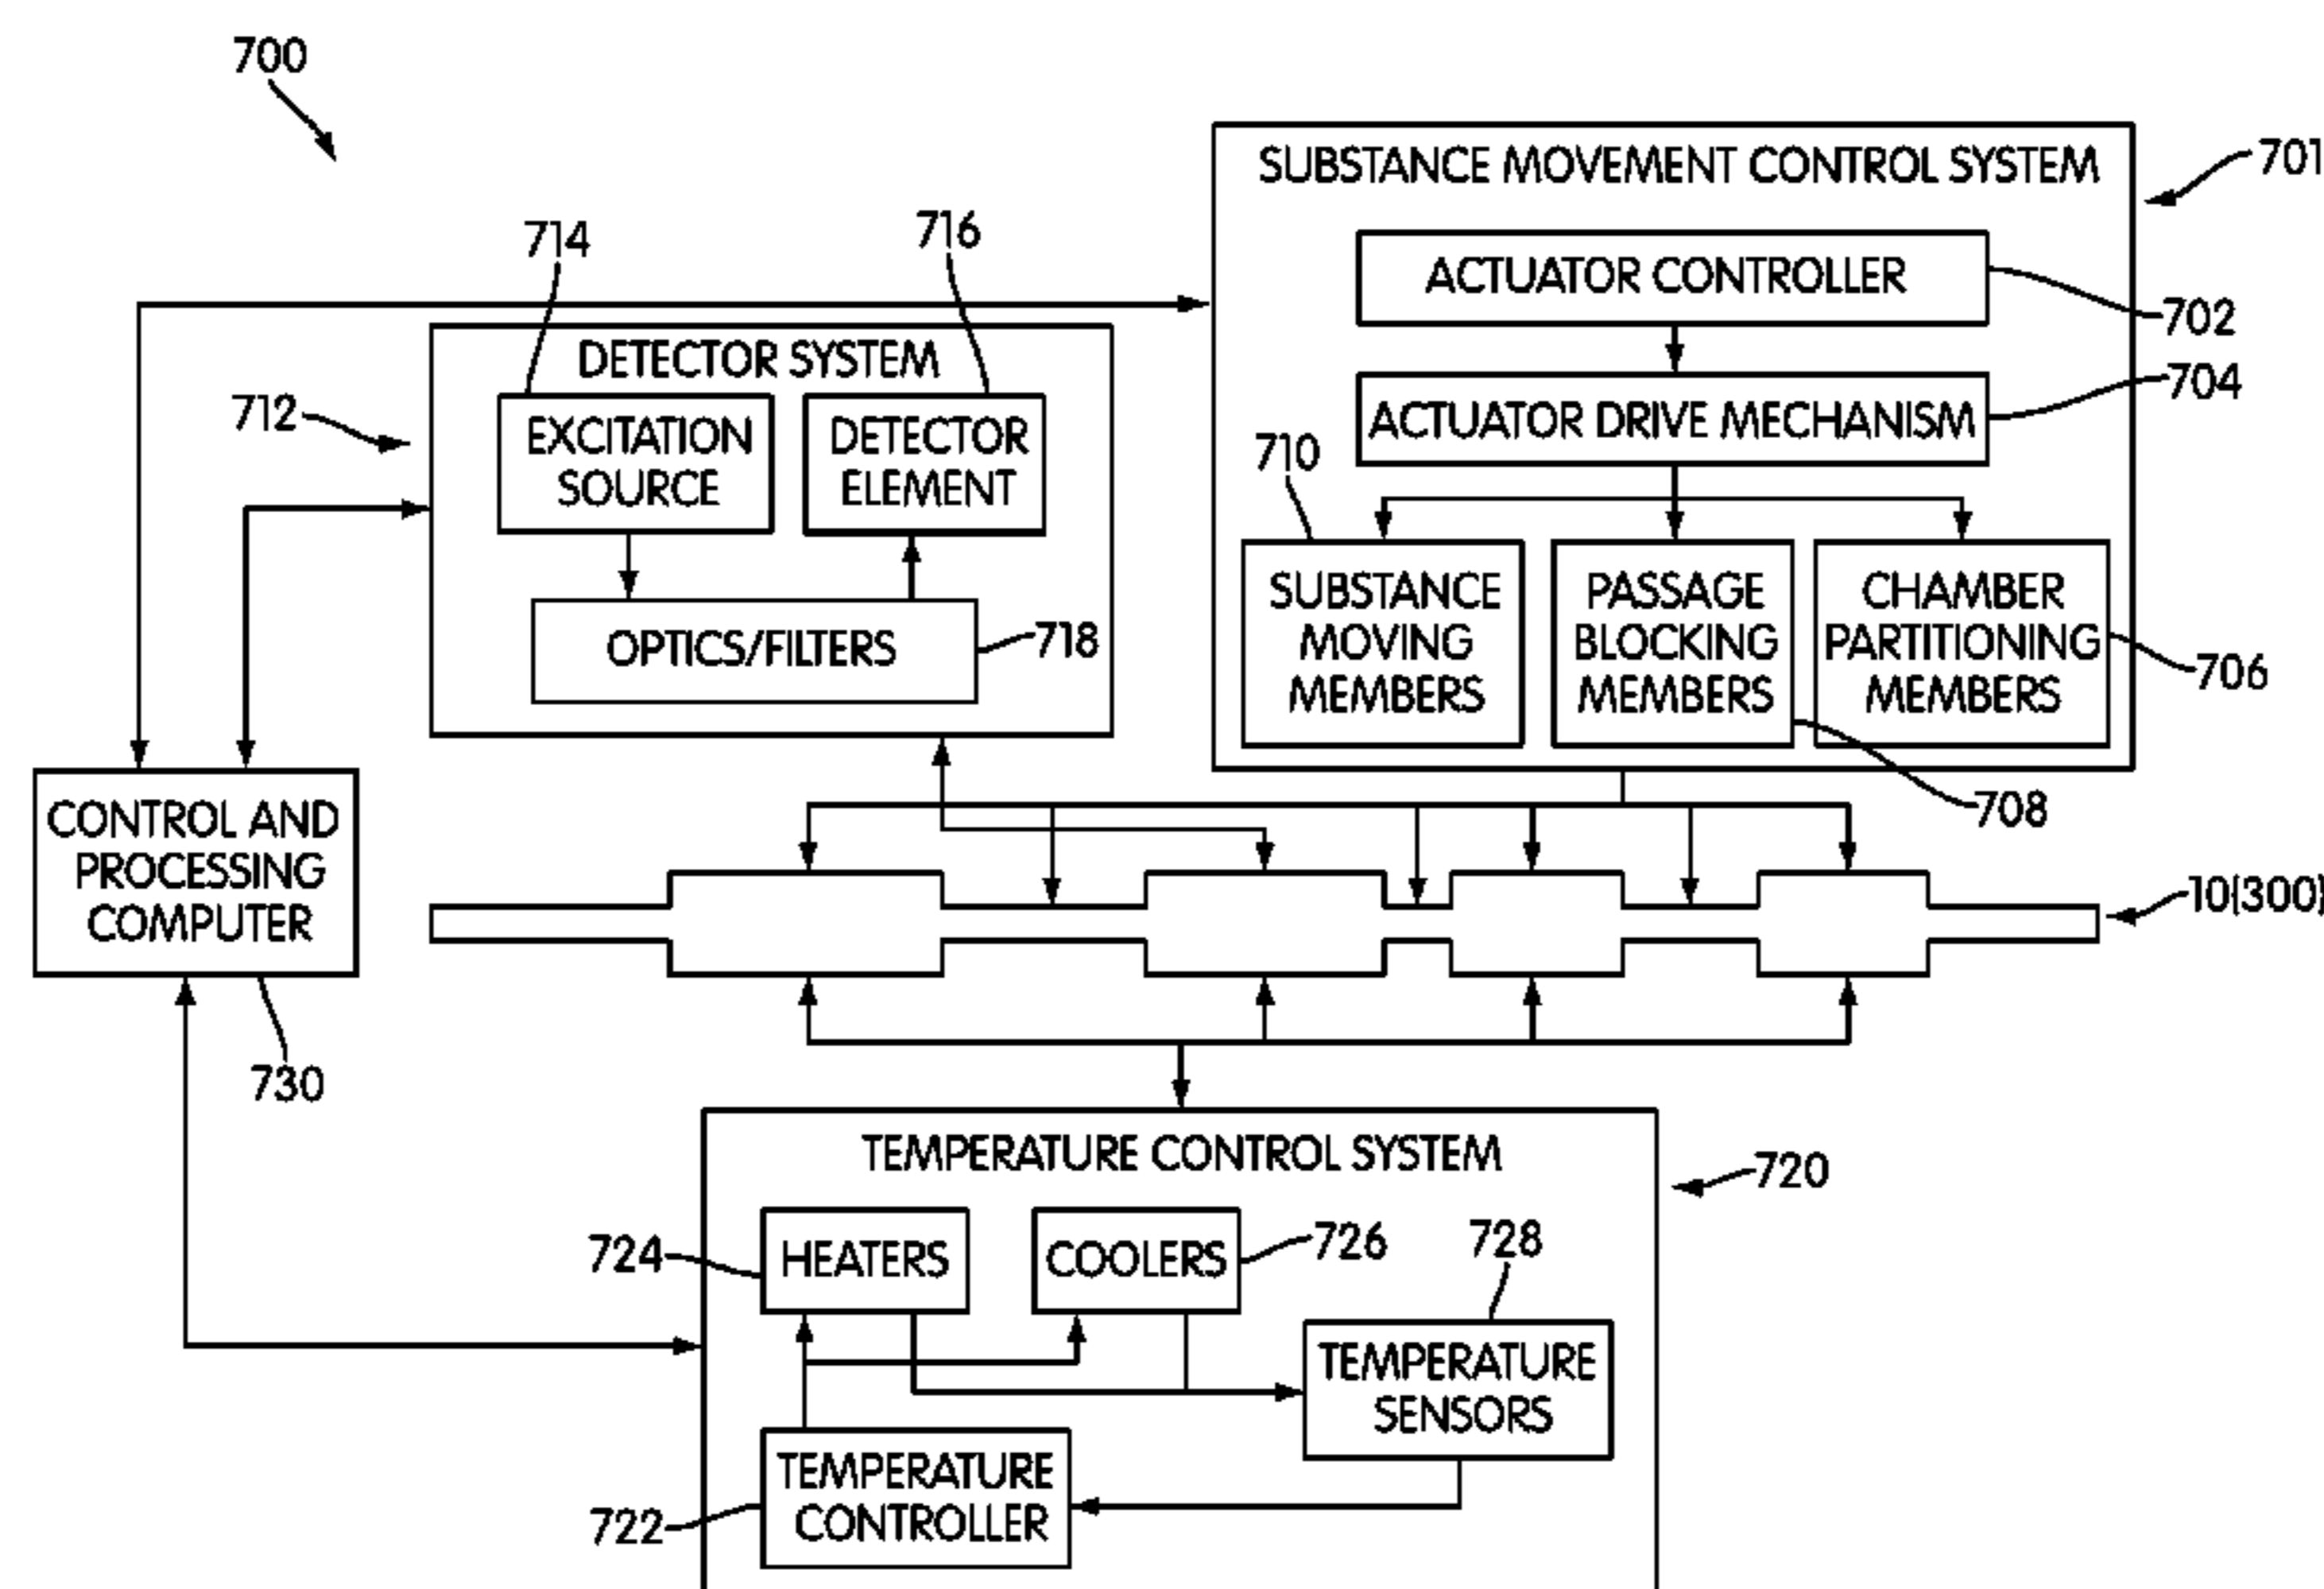 700
SUBSTANCE MOVEMENT CONTROL SYSTEM
701
ACTUATOR CONTROLLER
702
ACTUATOR DRIVE MECHANISM
704
710
SUBSTANCE
MOVING
MEMBERS
PASSAGE
BLOCKING
MEMBERS
CHAMBER
PARTITIONING
MEMBERS
706
708
714
716
DETECTOR SYSTEM
712
EXCITATION
SOURCE
DETECTOR
ELEMENT
OPTICS/FILTERS
718
CONTROL AND
PROCESSING
COMPUTER
730
10(300)
TEMPERATURE CONTROL SYSTEM
720
724
HEATERS
COOLERS
726
728
TEMPERATURE
SENSORS
TEMPERATURE
CONTROLLER
722